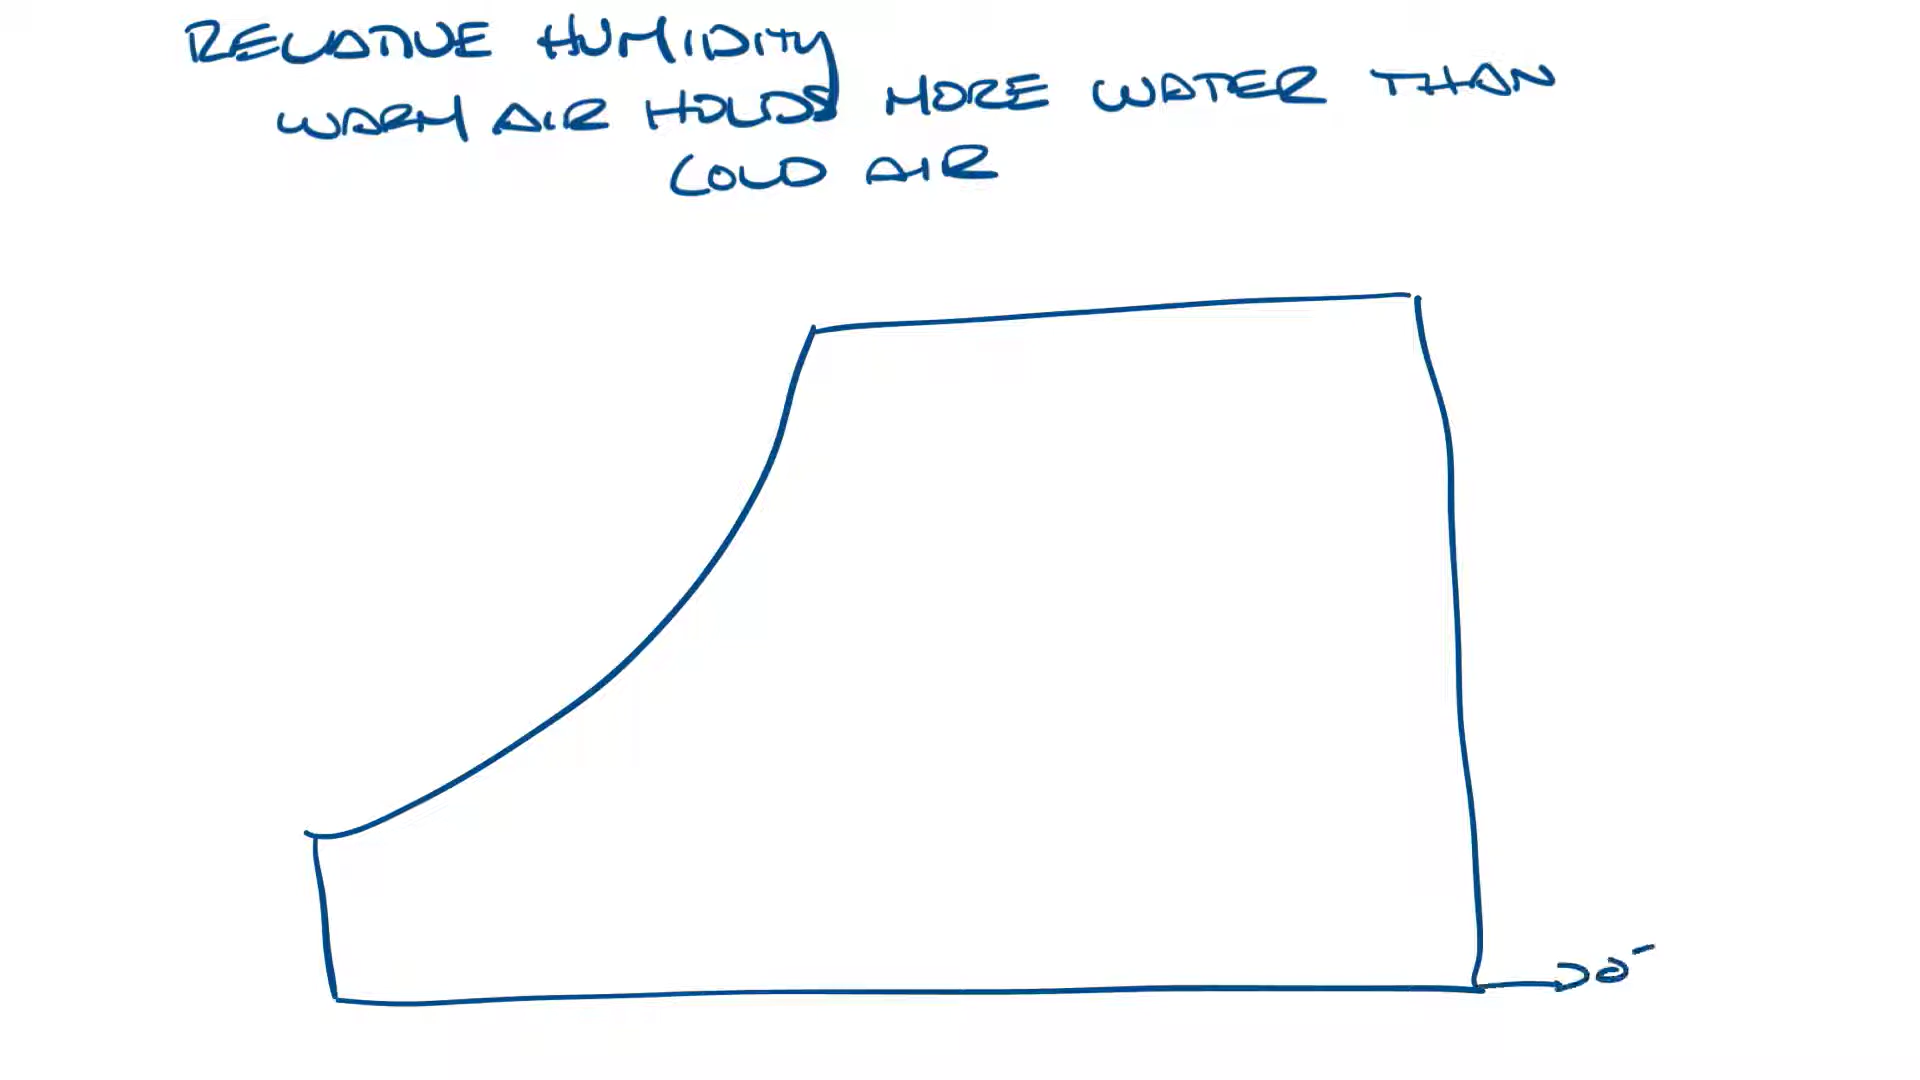 RELATIVE HUMIDITY
WARM AIR HOLDS MORE WATER THAN
COLD AIR